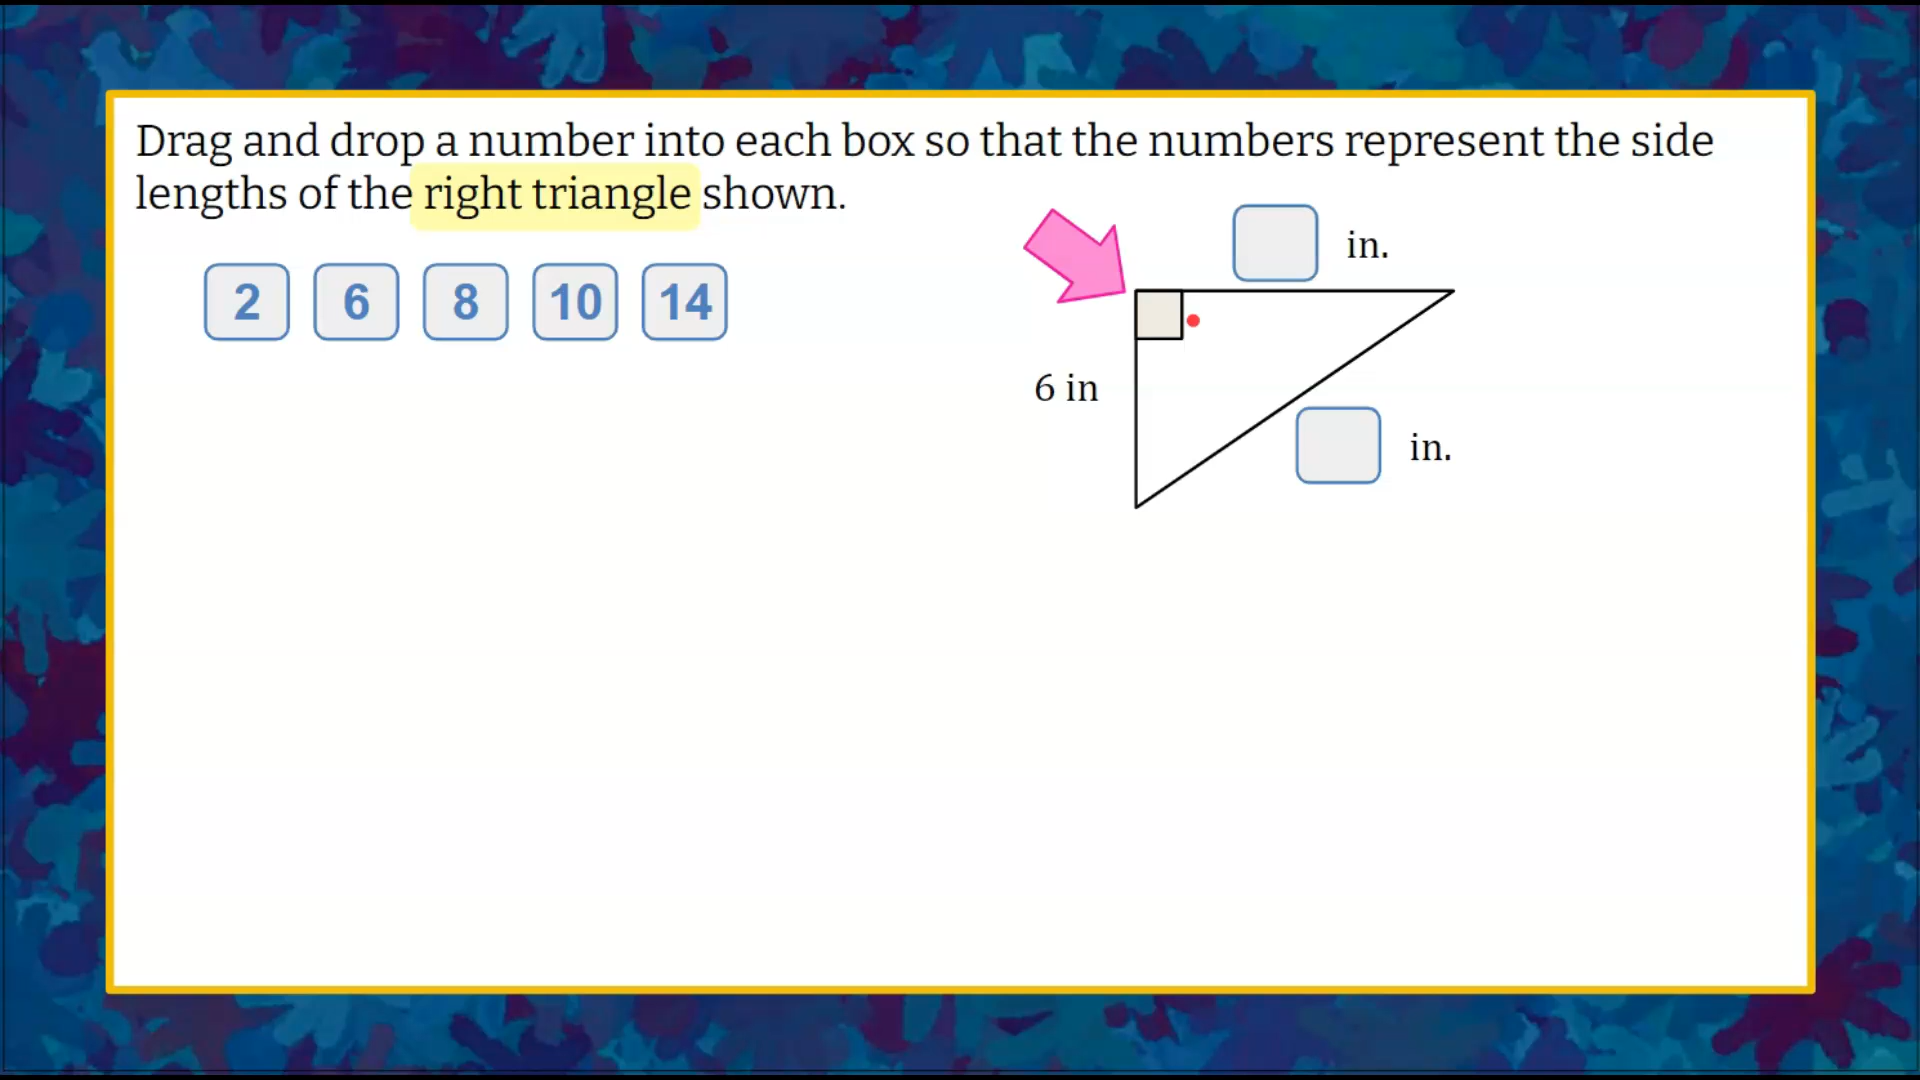 Drag and drop a number into each box so that the numbers represent the side
lengths of the right triangle shown.
2 6 8 10 14
in.
6 in
in.